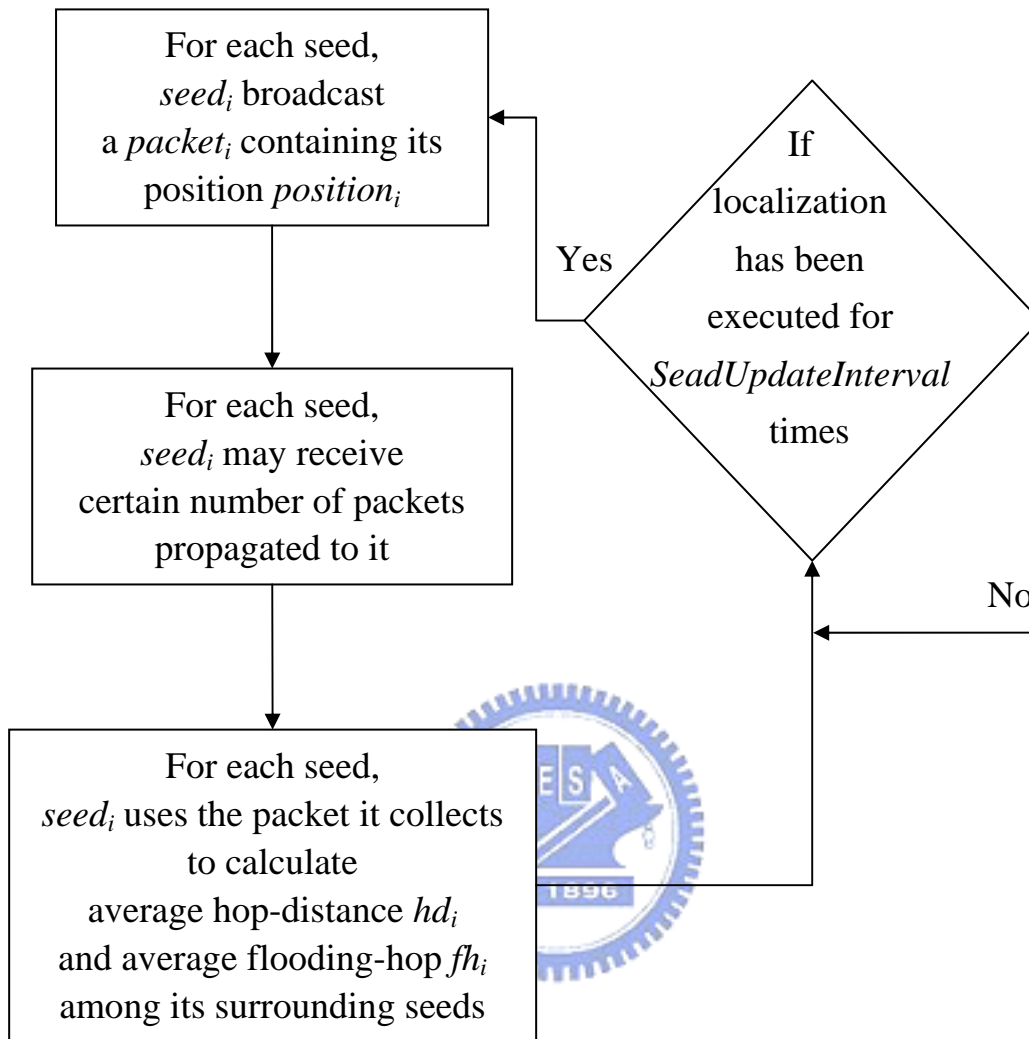 For each seed,
seedᵢ broadcast
a packetᵢ containing its
position positionᵢ
For each seed,
seedᵢ may receive
certain number of packets
propagated to it
For each seed,
seedᵢ uses the packet it collects
to calculate
average hop-distance hdᵢ
and average flooding-hop fhᵢ
among its surrounding seeds
If
localization
has been
executed for
SeadUpdateInterval
times
Yes
No
E S A
1896